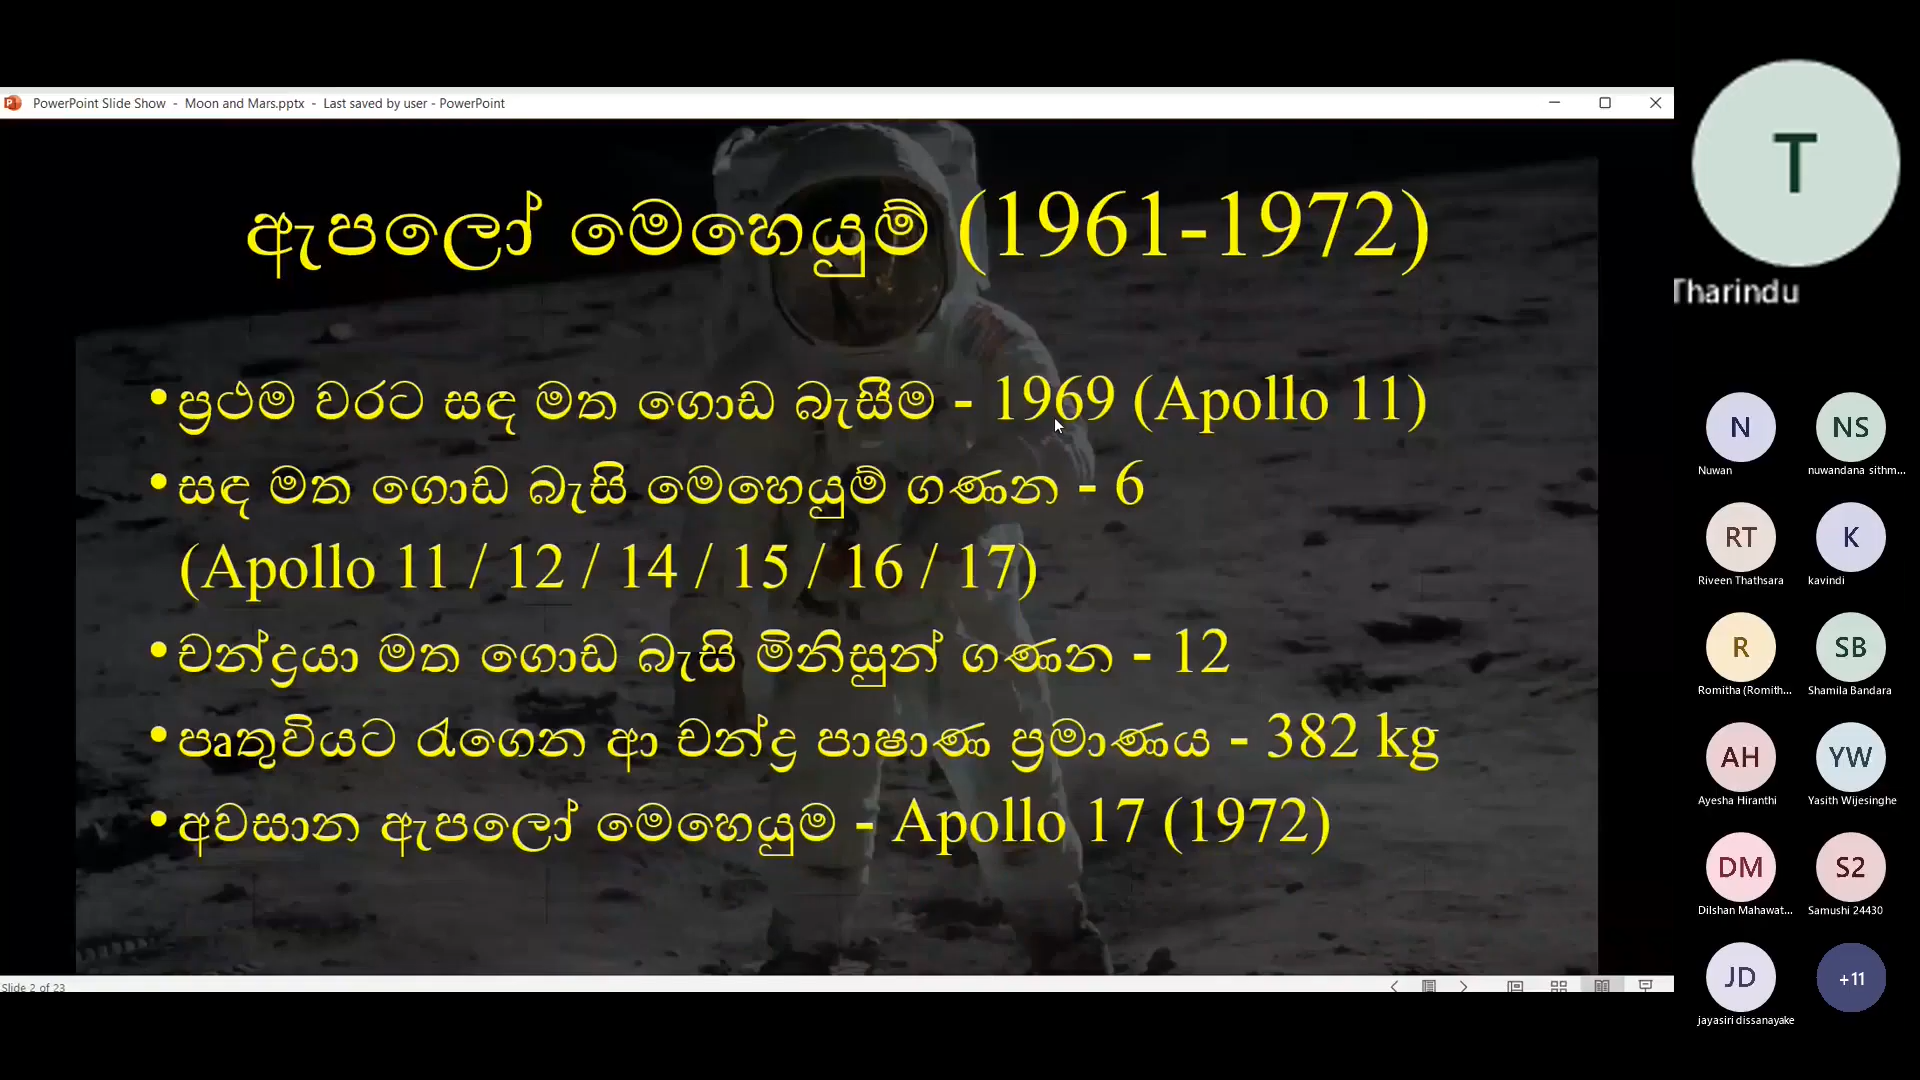 PowerPoint Slide Show - Moon and Mars.pptx - Last saved by user - PowerPoint
ඇපලෝ මෙහෙයුම් (1961-1972)
•ප්‍රථම වරට සඳ මත ගොඩ බැසීම - 1969 (Apollo 11)
•සඳ මත ගොඩ බැසි මෙහෙයුම් ගණන - 6
(Apollo 11 / 12 / 14 / 15 / 16 / 17)
•චන්ද්‍රයා මත ගොඩ බැසි මිනිසුන් ගණන - 12
•පෘතුවියට රැගෙන ආ චන්ද්‍ර පාෂාණ ප්‍රමාණය - 382 kg
•අවසාන ඇපලෝ මෙහෙයුම - Apollo 17 (1972)
Slide 2 of 23
T
Tharindu
N NS
Nuwan nuwandana sithm...
RT K
Riveen Thathsara kavindi
R SB
Romitha (Romith... Shamila Bandara
AH YW
Ayesha Hiranthi Yasith Wijesinghe
DM S2
Dilshan Mahawat... Samushi 24430
JD +11
jayasiri dissanayake